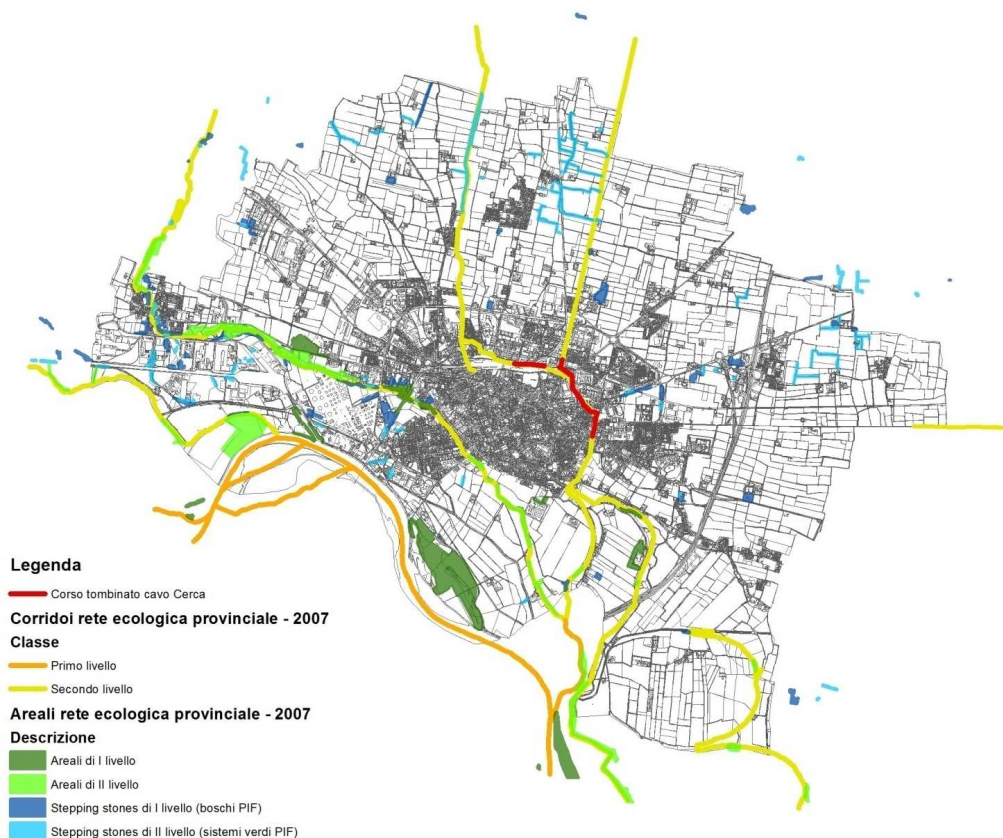 Legenda
Corso tombinato cavo Cerca
Corridoi rete ecologica provinciale - 2007
Classe
Primo livello
Secondo livello
Areali rete ecologica provinciale - 2007
Descrizione
Areali di I livello
Areali di II livello
Stepping stones di I livello (boschi PIF)
Stepping stones di II livello (sistemi verdi PIF)